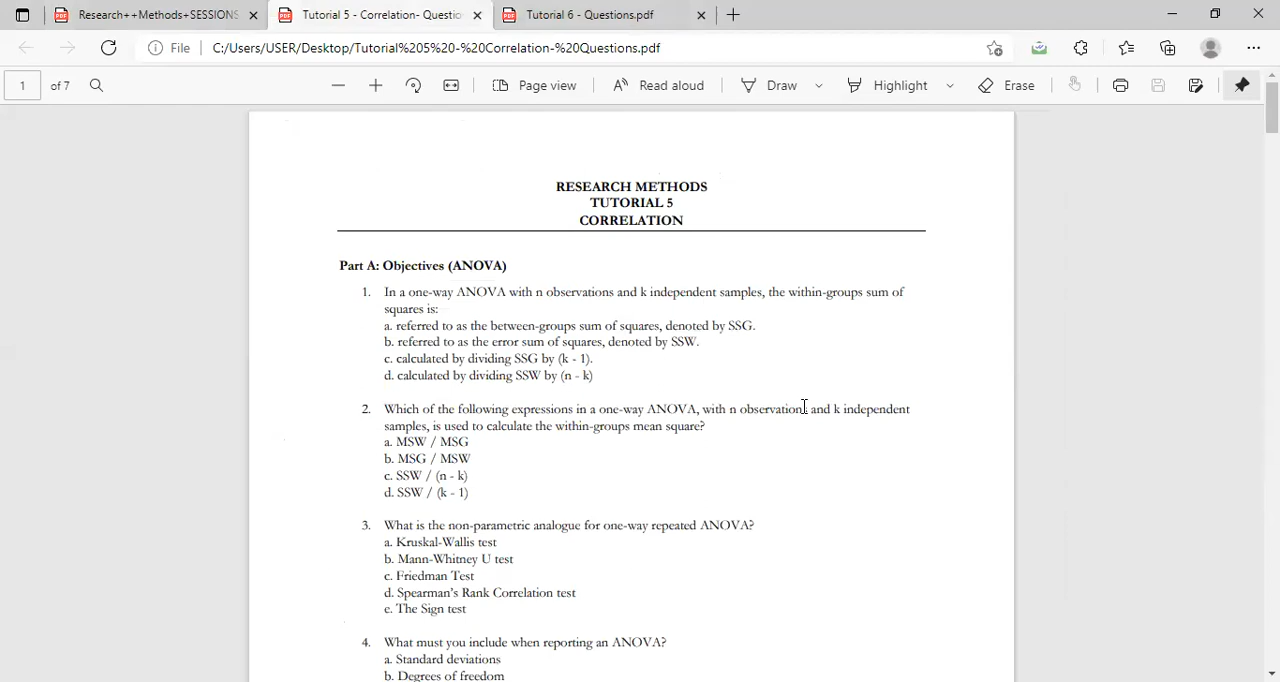 Research++Methods+SESSIONS
Tutorial 5 - Correlation- Questio
Tutorial 6 - Questions.pdf
File
C:/Users/USER/Desktop/Tutorial%205%20-%20Correlation-%20Questions.pdf
1 of 7
Page view
Read aloud
Draw
Highlight
Erase
RESEARCH METHODS
TUTORIAL 5
CORRELATION
Part A: Objectives (ANOVA)
1. In a one-way ANOVA with n observations and k independent samples, the within-groups sum of
squares is:
a. referred to as the between-groups sum of squares, denoted by SSG.
b. referred to as the error sum of squares, denoted by SSW.
c. calculated by dividing SSG by (k - 1).
d. calculated by dividing SSW by (n - k)
2. Which of the following expressions in a one-way ANOVA, with n observations and k independent
samples, is used to calculate the within-groups mean square?
a. MSW / MSG
b. MSG / MSW
c. SSW / (n - k)
d. SSW / (k - 1)
3. What is the non-parametric analogue for one-way repeated ANOVA?
a. Kruskal-Wallis test
b. Mann-Whitney U test
c. Friedman Test
d. Spearman's Rank Correlation test
e. The Sign test
4. What must you include when reporting an ANOVA?
a. Standard deviations
b. Degrees of freedom